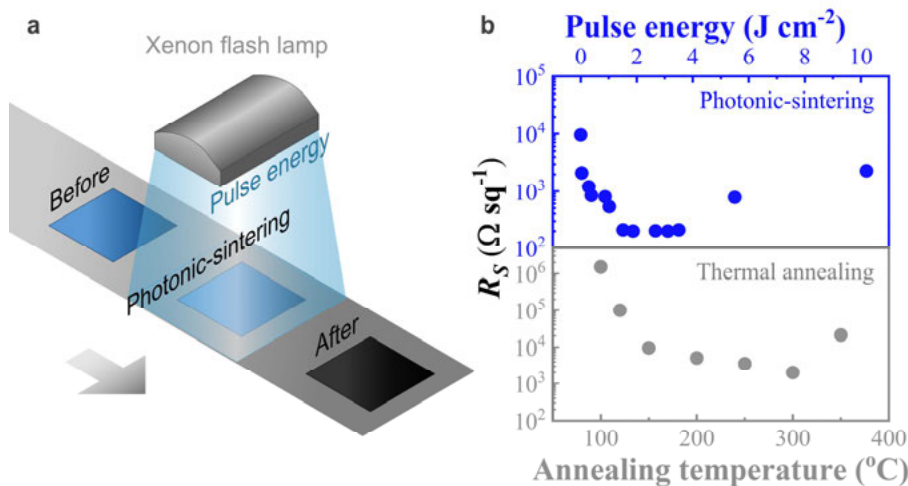 a
Xenon flash lamp
Pulse energy
Before
Photonic-sintering
After
b
Pulse energy (J cm⁻²)
0 2 4 6 8 10
Photonic-sintering
10⁵
10⁴
10³
10²
R_S (Ω sq⁻¹)
Thermal annealing
10⁶
10⁵
10⁴
10³
10²
100 200 300 400
Annealing temperature (°C)